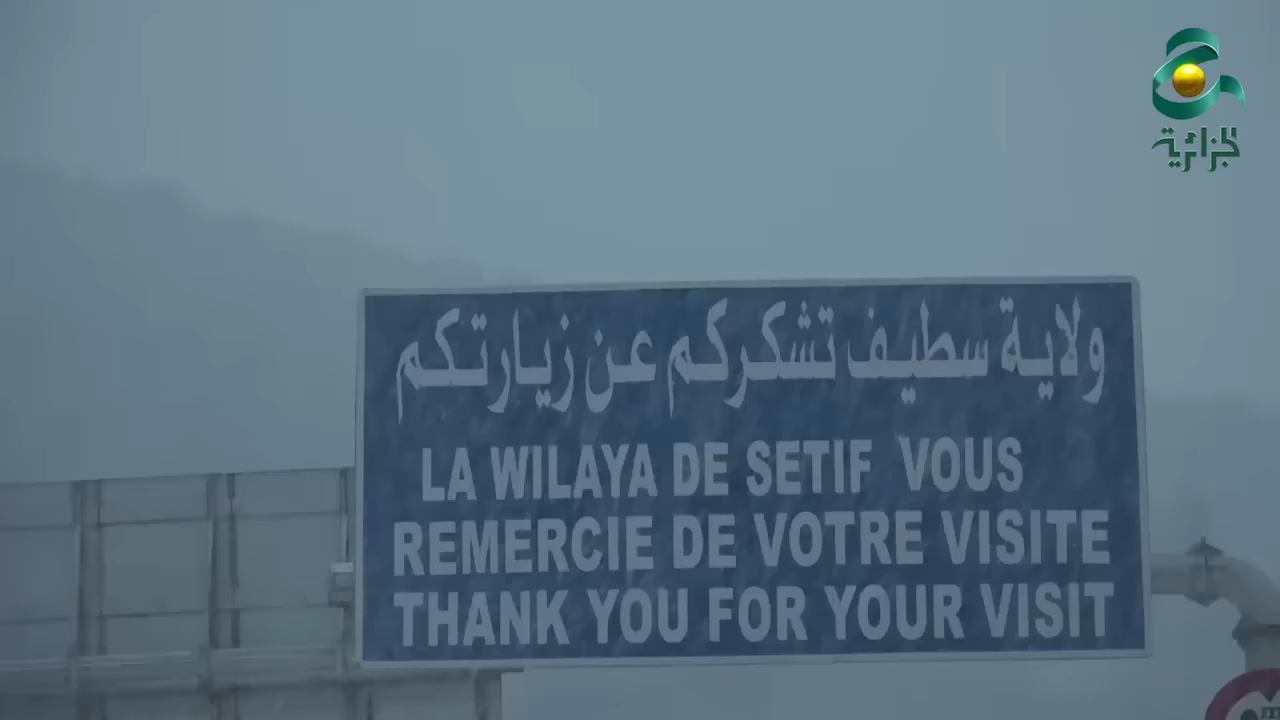 الجزائرية
ولاية سطيف تشكركم عن زيارتكم
LA WILAYA DE SETIF VOUS
REMERCIE DE VOTRE VISITE
THANK YOU FOR YOUR VISIT